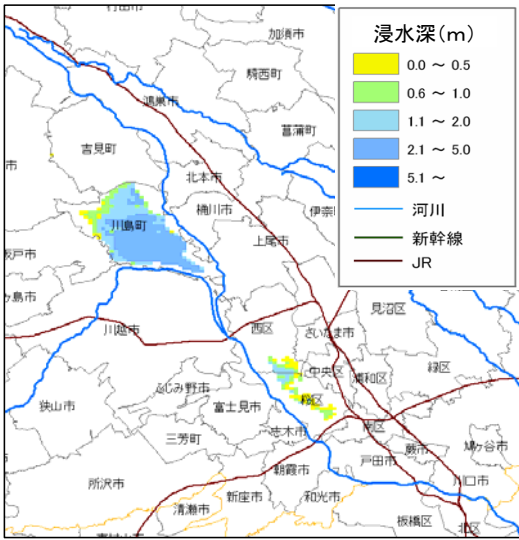 浸水深(m)
0.0 ～ 0.5
0.6 ～ 1.0
1.1 ～ 2.0
2.1 ～ 5.0
5.1 ～
河川
新幹線
JR
加須市
騎西町
鴻巣市
菖蒲町
吉見町
北本市
桶川市
川島町
上尾市
川越市
西区
さいたま市
見沼区
中央区
浦和区
緑区
桜区
ふじみ野市
狭山市
富士見市
三芳町
志木市
南区
蕨市
鳩ヶ谷市
戸田市
朝霞市
川口市
所沢市
新座市
和光市
清瀬市
板橋区
北区